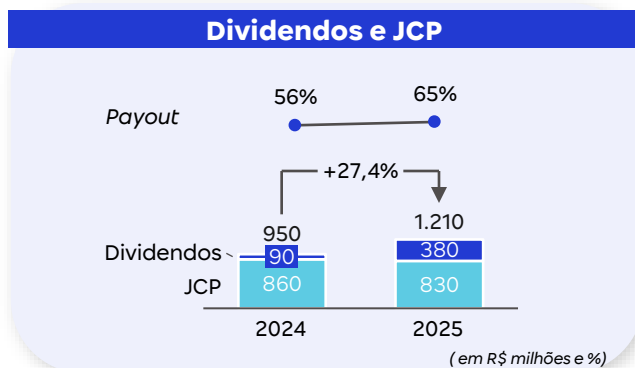 Dividendos e JCP
56% 65%
Payout
+27,4%
950 1.210
Dividendos 90 380
JCP 860 830
2024 2025
( em R$ milhões e %)